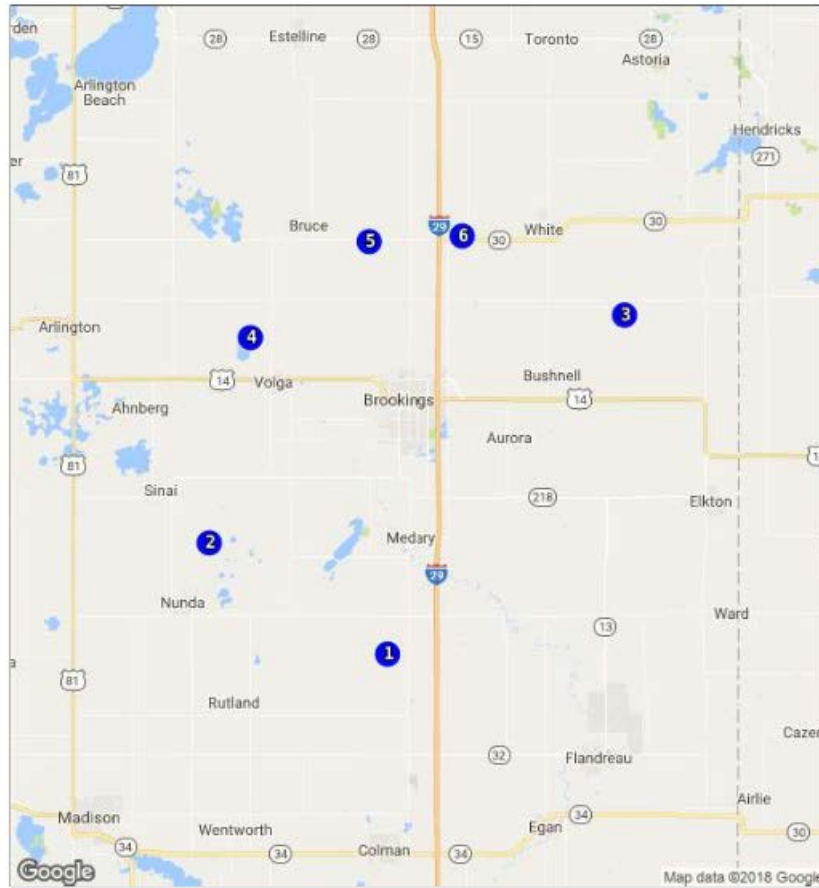 rden
28
Estelline
28
15
Toronto
28
Astoria
Arlington
Beach
Hendricks
271
er
81
Bruce
5
29
6
30
White
30
Arlington
4
3
14
Volga
Bushnell
14
Ahnberg
Brookings
Aurora
81
1
Sinai
218
Elkton
2
Medary
29
Nunda
Ward
13
1
a
81
Rutland
Cazen
32
Flandreau
Airlie
Madison
34
Wentworth
34
Colman
34
Egan
34
30
Google
Map data ©2018 Google